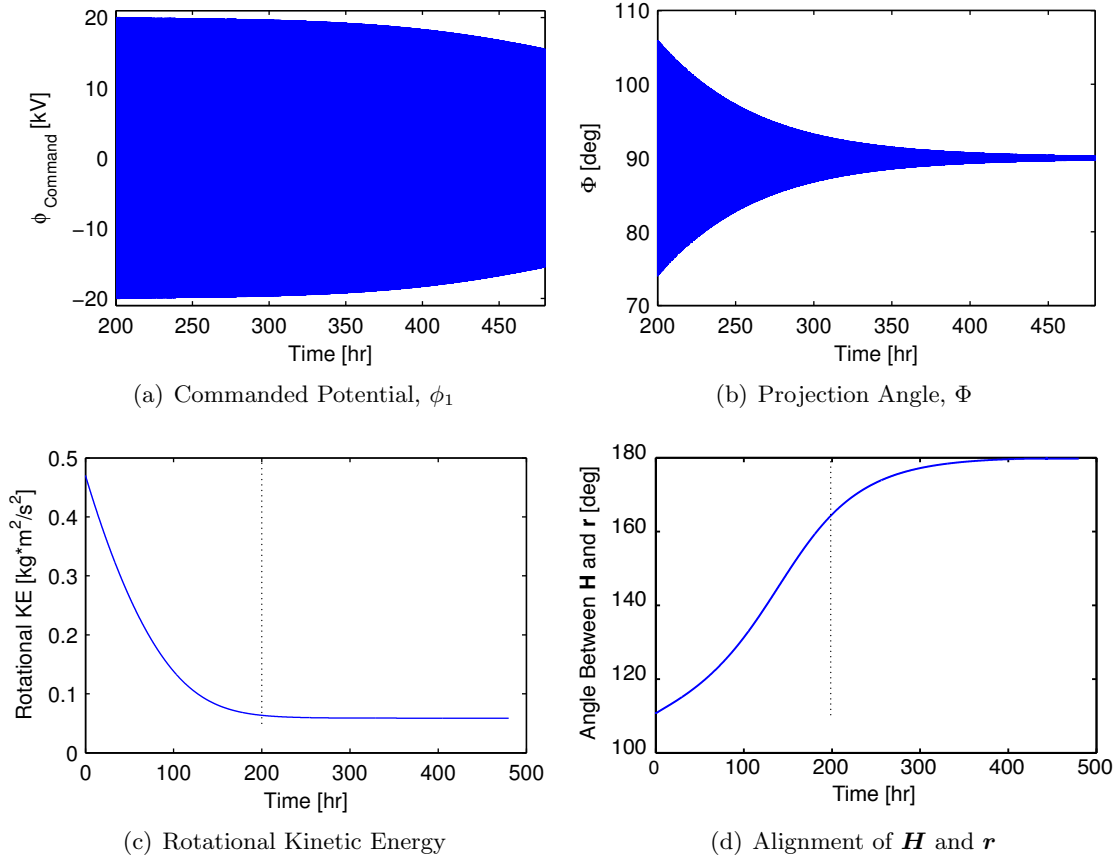 20
10
0
−10
−20
ϕ Command [kV]
200 250 300 350 400 450
Time [hr]
(a) Commanded Potential, ϕ1
110
100
90
80
70
Φ [deg]
200 250 300 350 400 450
Time [hr]
(b) Projection Angle, Φ
0.5
0.4
0.3
0.2
0.1
0
Rotational KE [kg*m²/s²]
0 100 200 300 400 500
Time [hr]
(c) Rotational Kinetic Energy
180
160
140
120
100
Angle Between H and r [deg]
0 100 200 300 400 500
Time [hr]
(d) Alignment of H and r